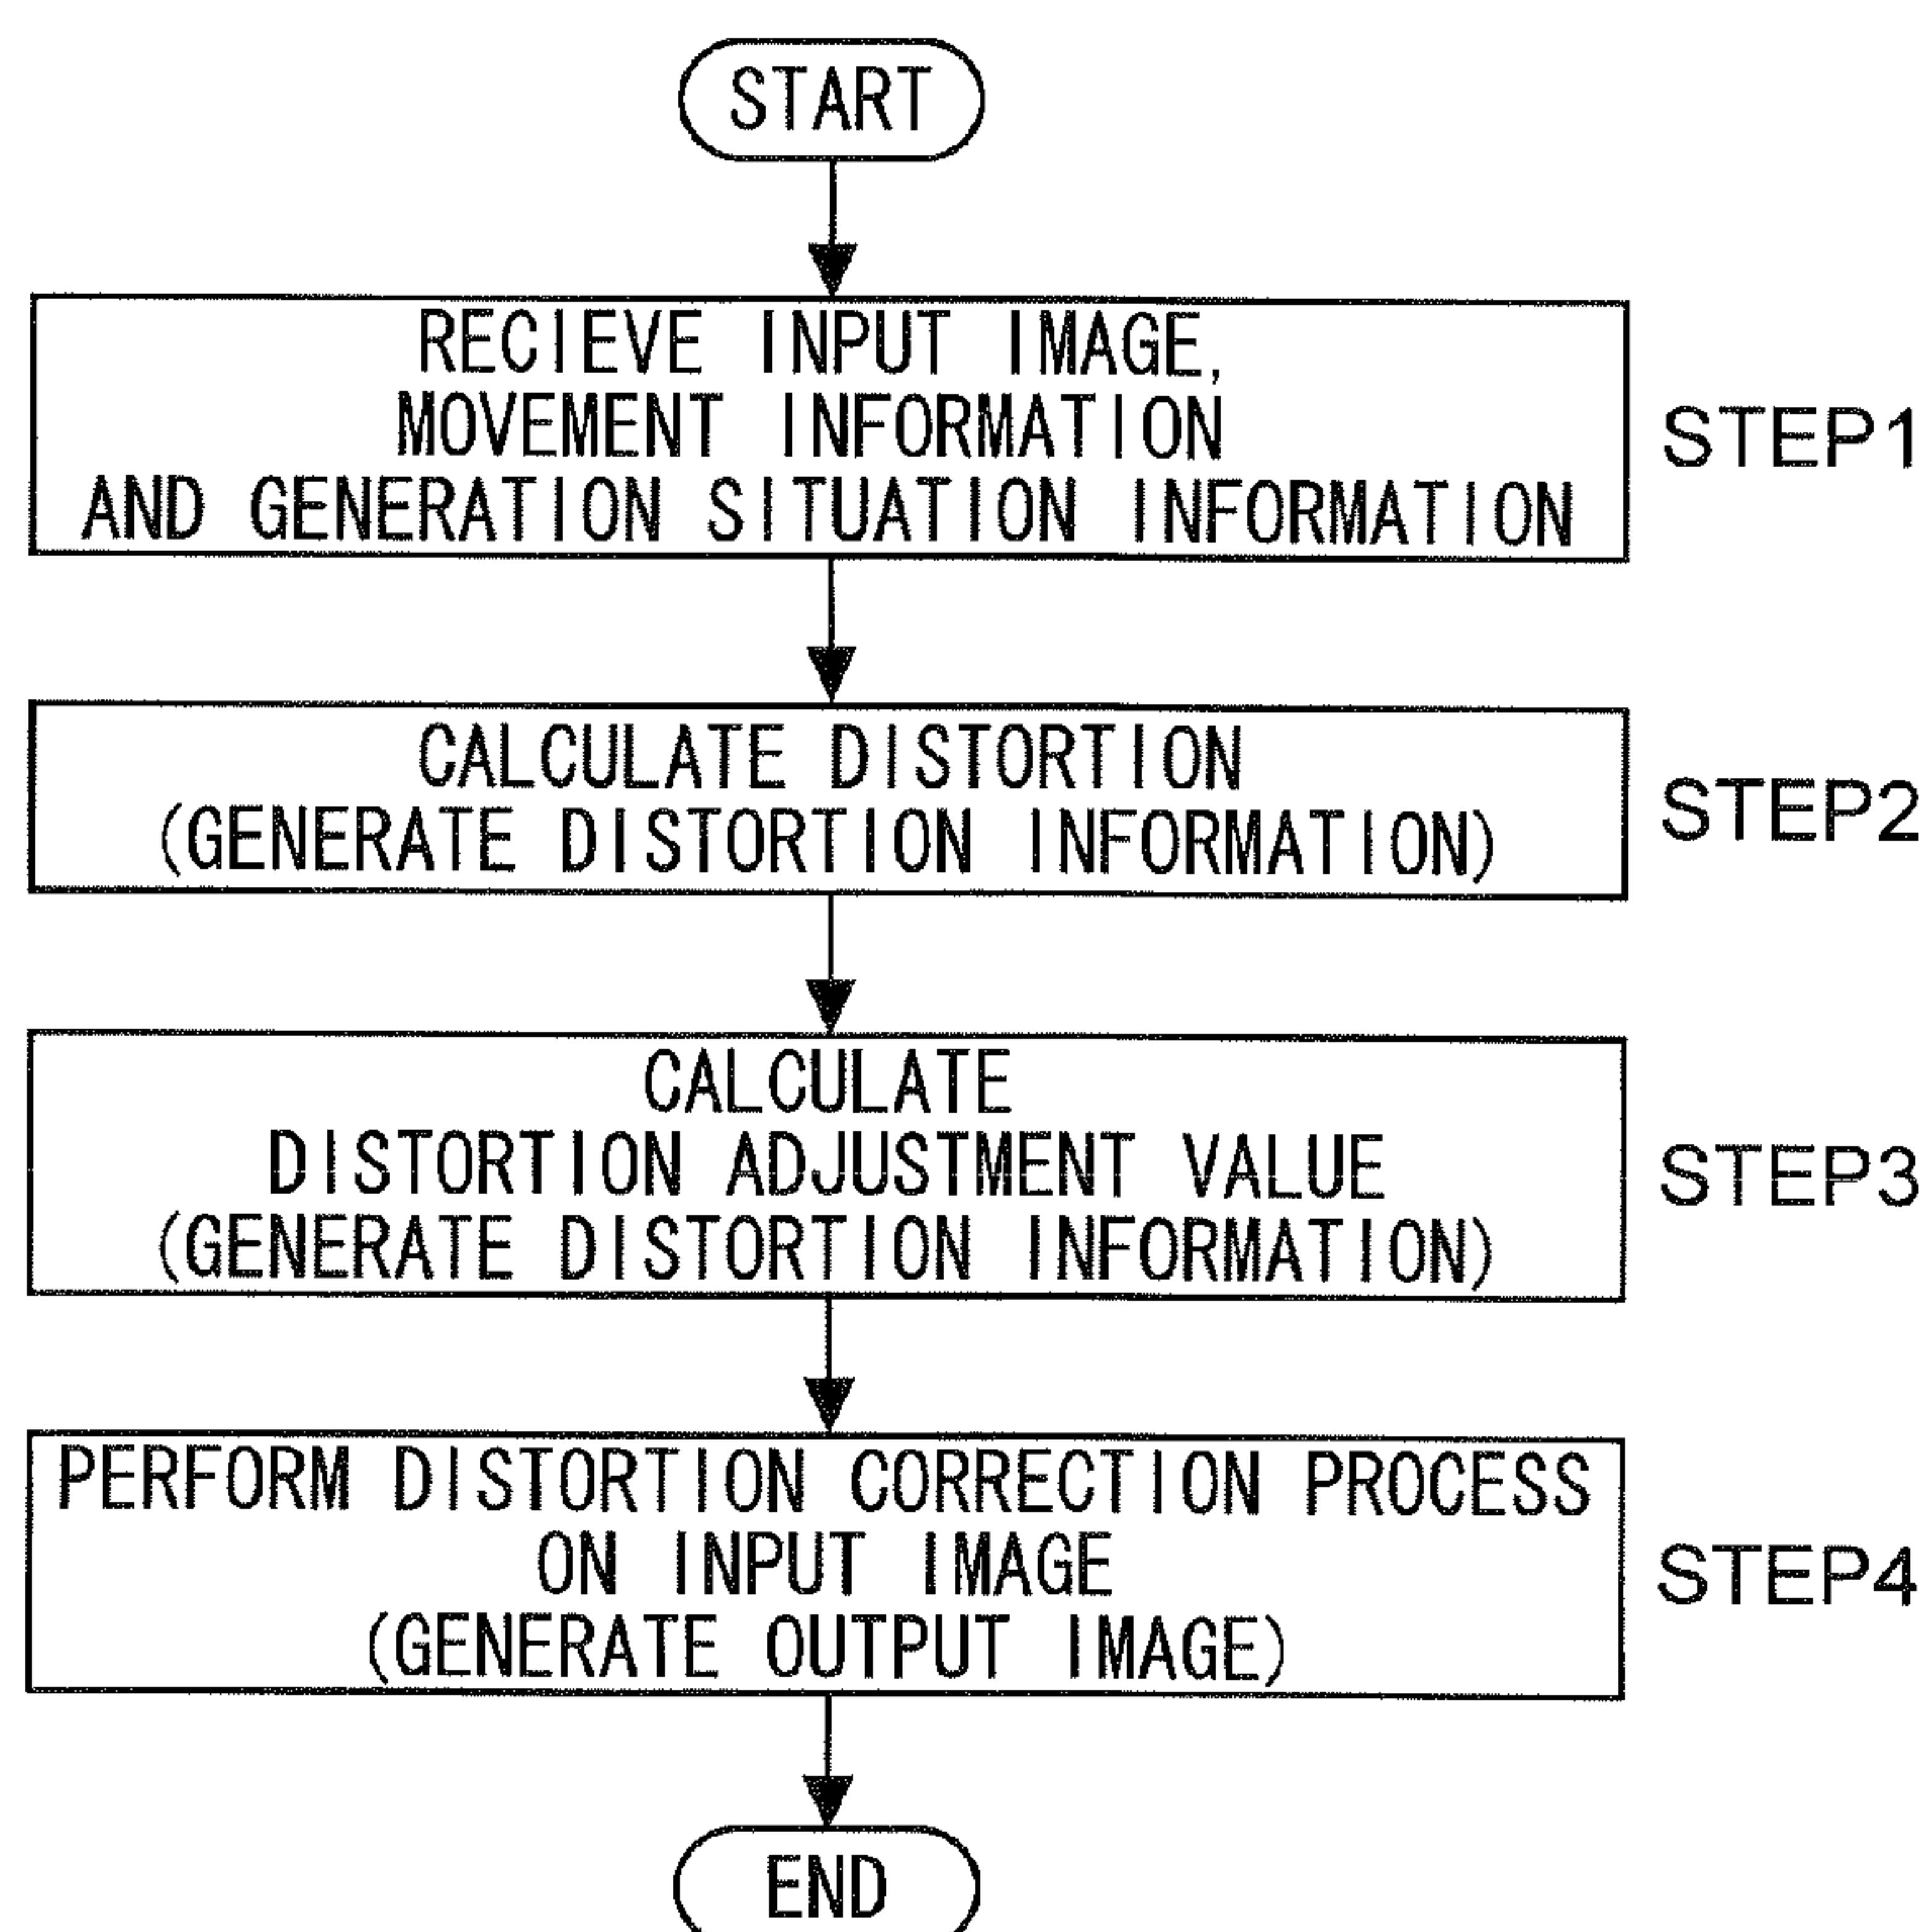 START
RECIEVE INPUT IMAGE,
MOVEMENT INFORMATION
AND GENERATION SITUATION INFORMATION
STEP1
CALCULATE DISTORTION
(GENERATE DISTORTION INFORMATION)
STEP2
CALCULATE
DISTORTION ADJUSTMENT VALUE
(GENERATE DISTORTION INFORMATION)
STEP3
PERFORM DISTORTION CORRECTION PROCESS
ON INPUT IMAGE
(GENERATE OUTPUT IMAGE)
STEP4
END